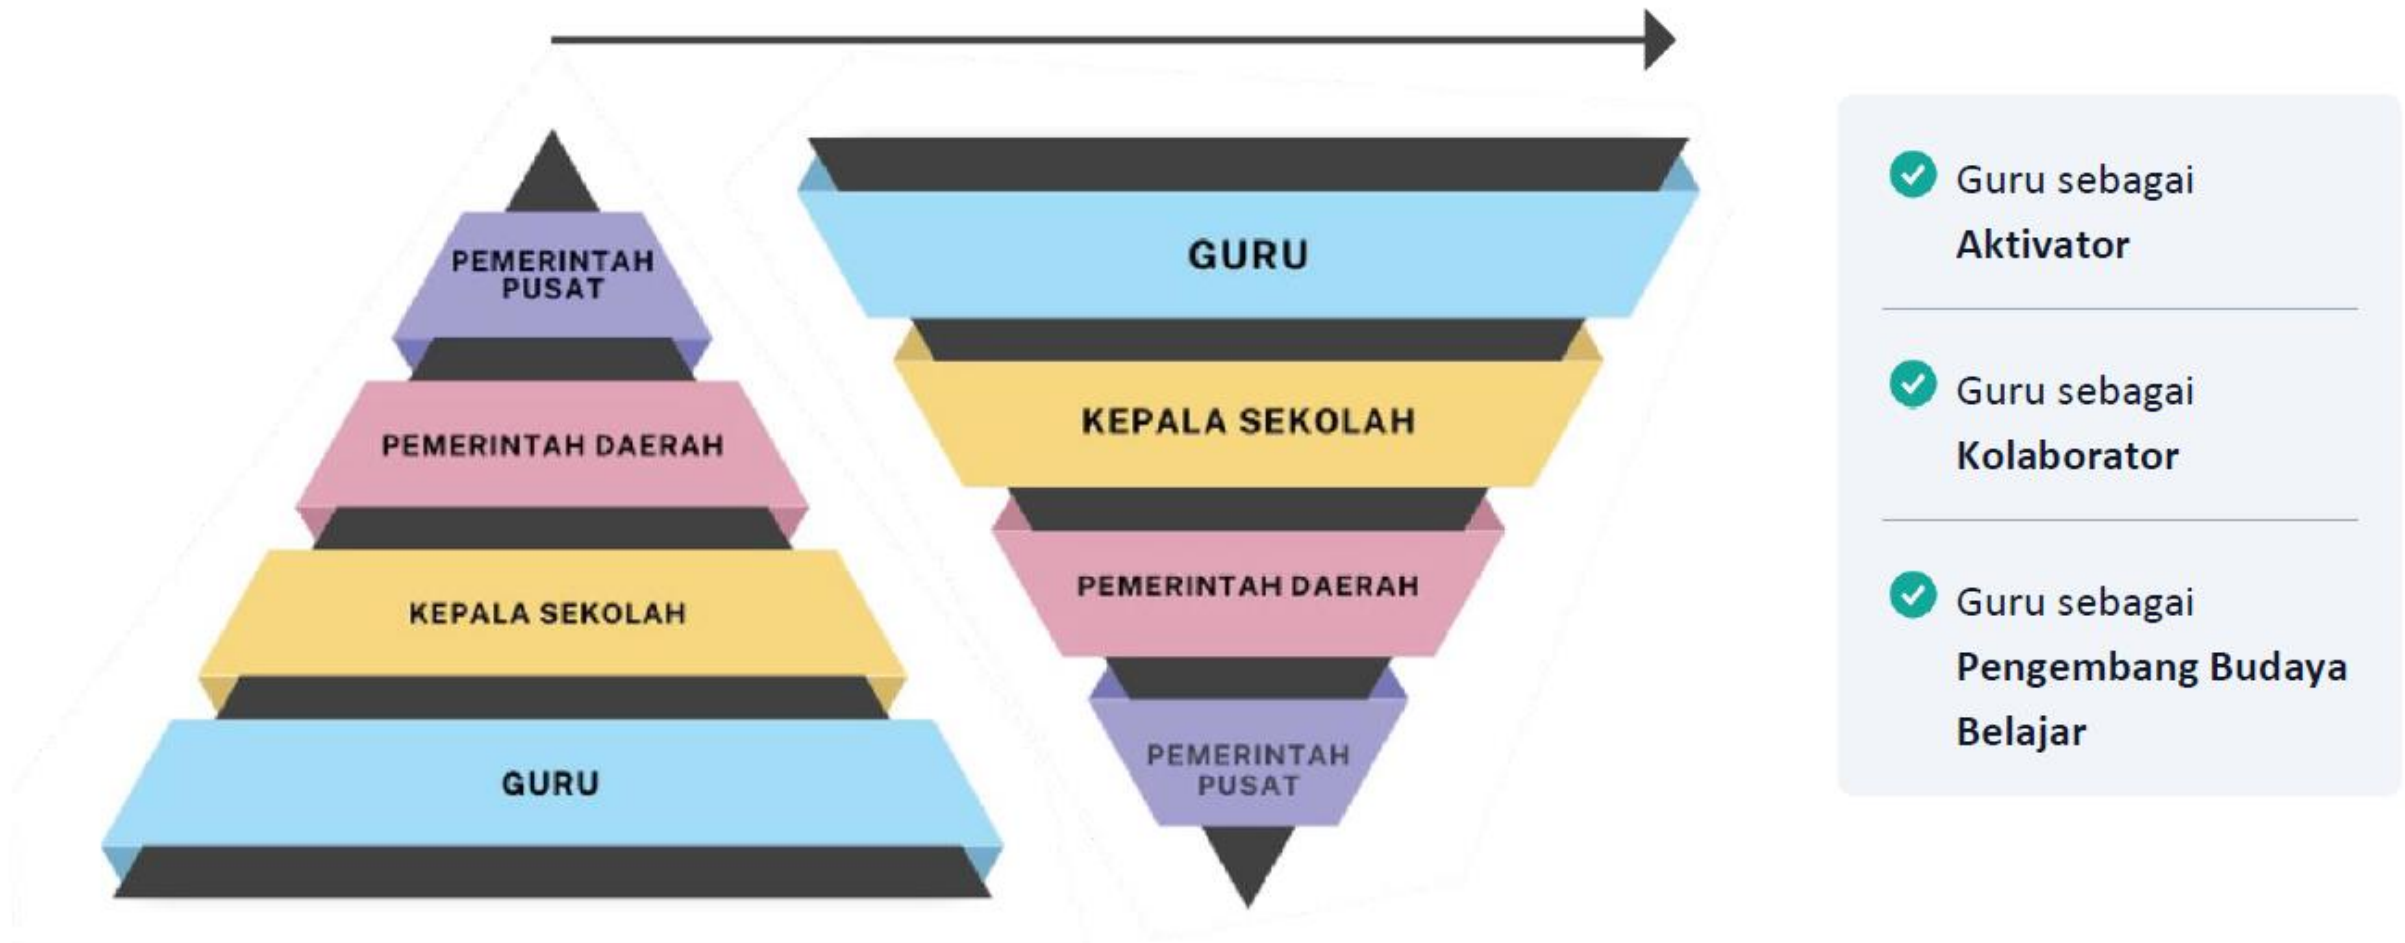 PEMERINTAH
PUSAT
PEMERINTAH DAERAH
KEPALA SEKOLAH
GURU
GURU
KEPALA SEKOLAH
PEMERINTAH DAERAH
PEMERINTAH
PUSAT
Guru sebagai
Aktivator
Guru sebagai
Kolaborator
Guru sebagai
Pengembang Budaya
Belajar